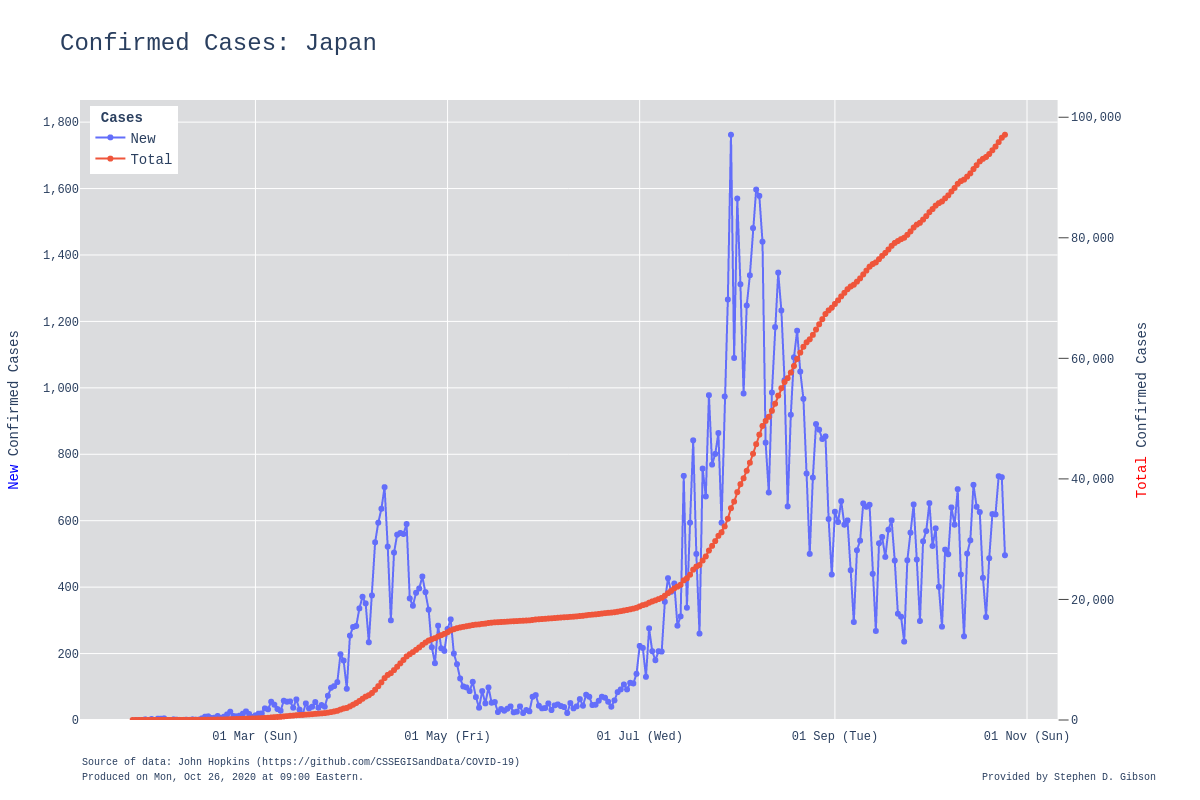 Confirmed Cases: Japan
Cases
New
Total
1,800
1,600
1,400
1,200
1,000
800
600
400
200
0
New Confirmed Cases
100,000
80,000
60,000
40,000
20,000
0
Total Confirmed Cases
01 Mar (Sun) 01 May (Fri) 01 Jul (Wed) 01 Sep (Tue) 01 Nov (Sun)
Source of data: John Hopkins (https://github.com/CSSEGISandData/COVID-19)
Produced on Mon, Oct 26, 2020 at 09:00 Eastern.
Provided by Stephen D. Gibson